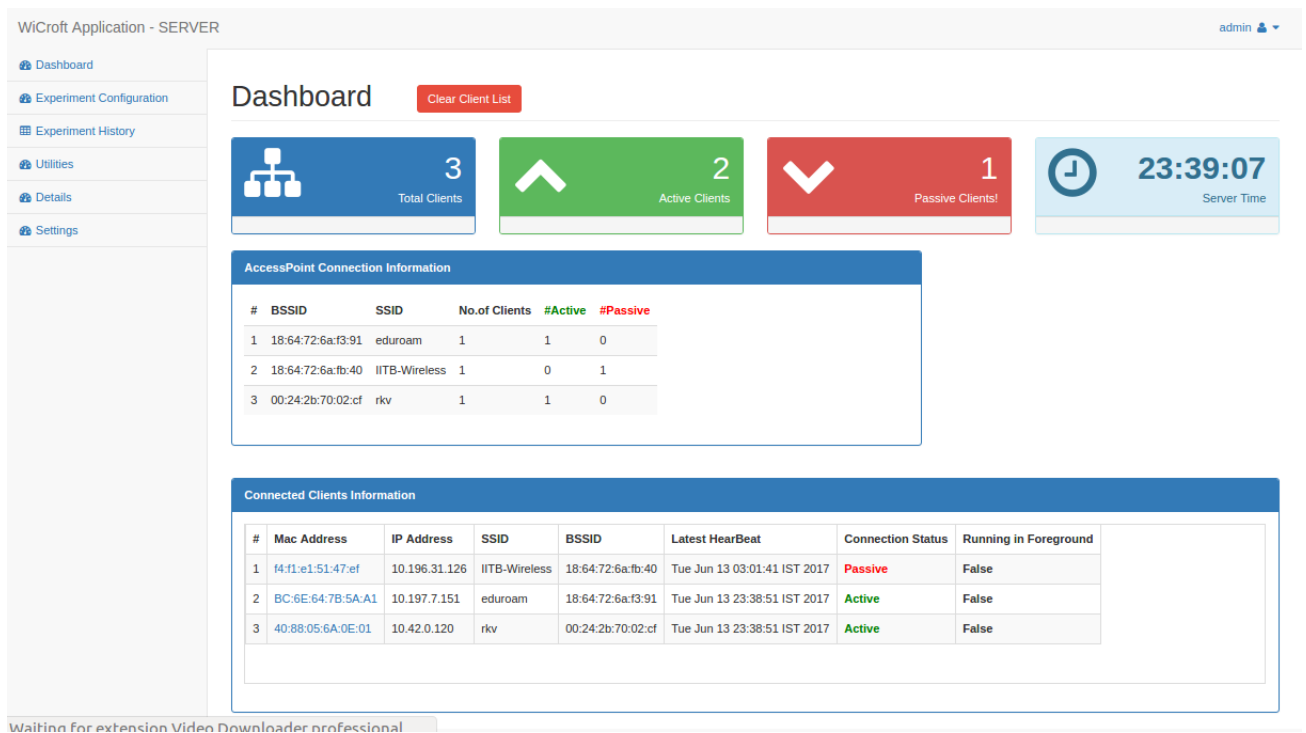 WiCroft Application - SERVER
admin
Dashboard
Experiment Configuration
Experiment History
Utilities
Details
Settings
Dashboard
Clear Client List
3
Total Clients
2
Active Clients
1
Passive Clients!
23:39:07
Server Time
AccessPoint Connection Information
# BSSID SSID No.of Clients #Active #Passive
1 18:64:72:6a:f3:91 eduroam 1 1 0
2 18:64:72:6a:fb:40 IITB-Wireless 1 0 1
3 00:24:2b:70:02:cf rkv 1 1 0
Connected Clients Information
# Mac Address IP Address SSID BSSID Latest HearBeat Connection Status Running in Foreground
1 f4:f1:e1:51:47:ef 10.196.31.126 IITB-Wireless 18:64:72:6a:fb:40 Tue Jun 13 03:01:41 IST 2017 Passive False
2 BC:6E:64:7B:5A:A1 10.197.7.151 eduroam 18:64:72:6a:f3:91 Tue Jun 13 23:38:51 IST 2017 Active False
3 40:88:05:6A:0E:01 10.42.0.120 rkv 00:24:2b:70:02:cf Tue Jun 13 23:38:51 IST 2017 Active False
Waiting for extension Video Downloader professional